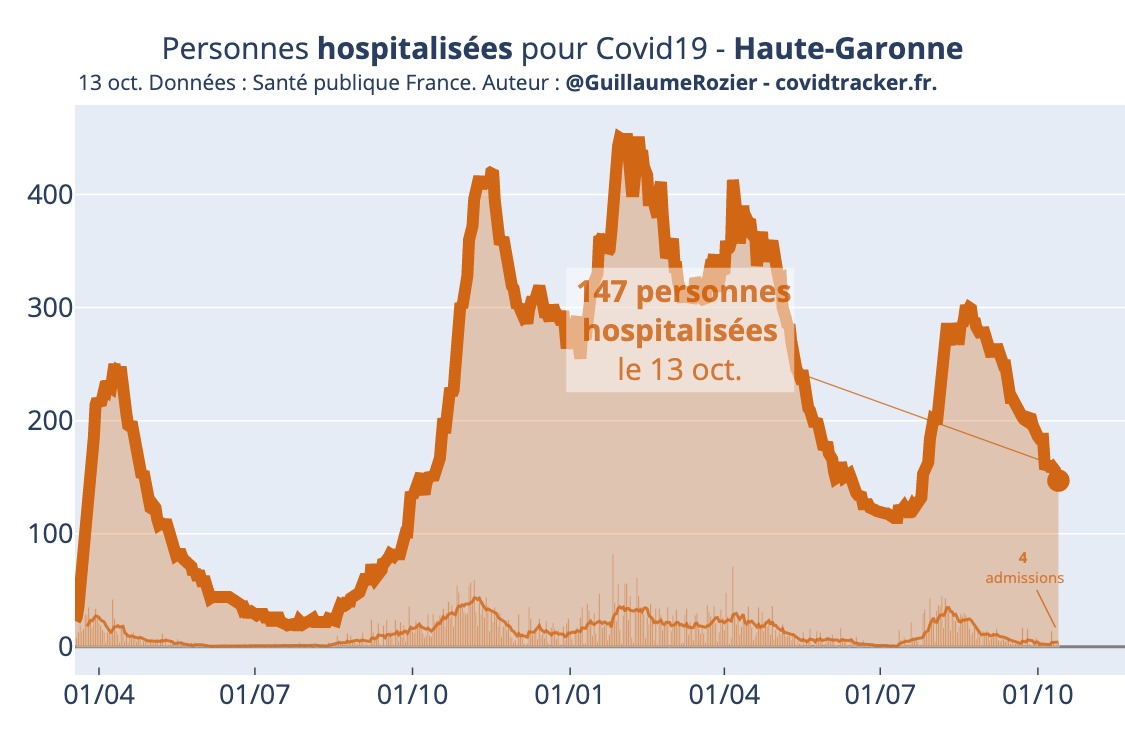 Personnes hospitalisées pour Covid19 - Haute-Garonne
13 oct. Données : Santé publique France. Auteur : @GuillaumeRozier - covidtracker.fr.
400
300
200
100
0
147 personnes
hospitalisées
le 13 oct.
4
admissions
01/04
01/07
01/10
01/01
01/04
01/07
01/10